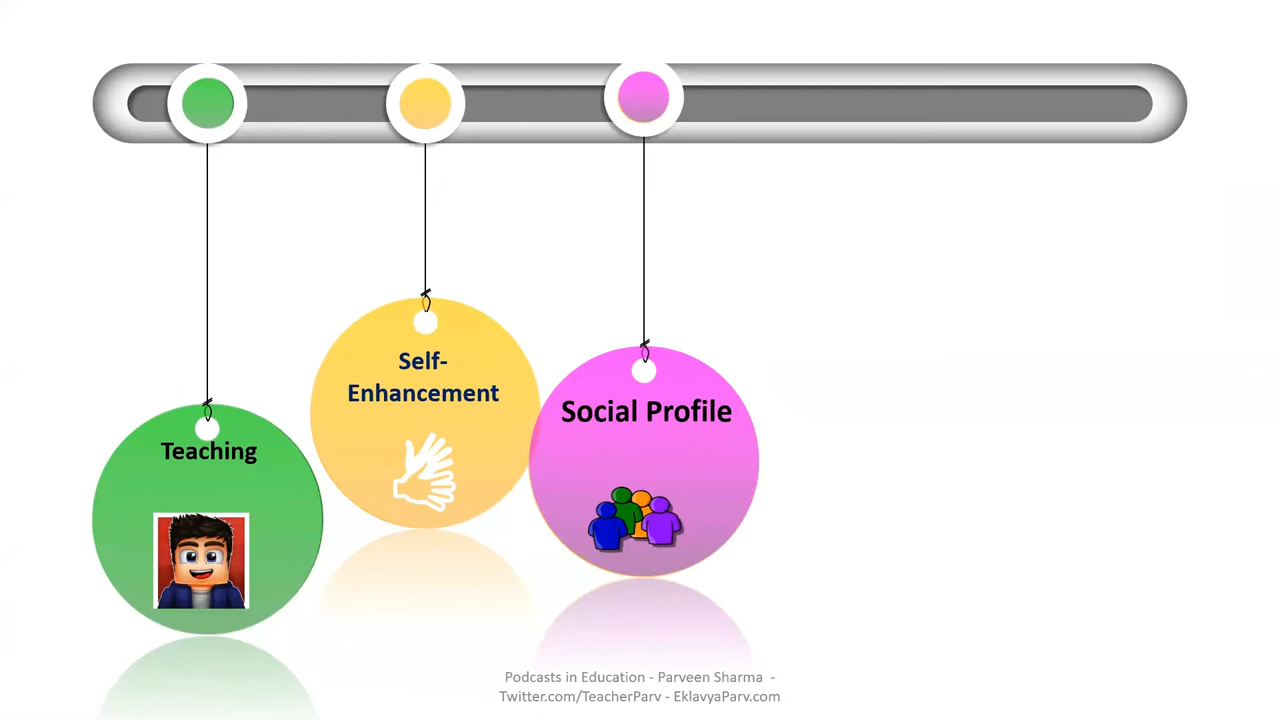 Teaching
Self-
Enhancement
Social Profile
Podcasts in Education - Parveen Sharma -
Twitter.com/TeacherParv - EklavyaParv.com